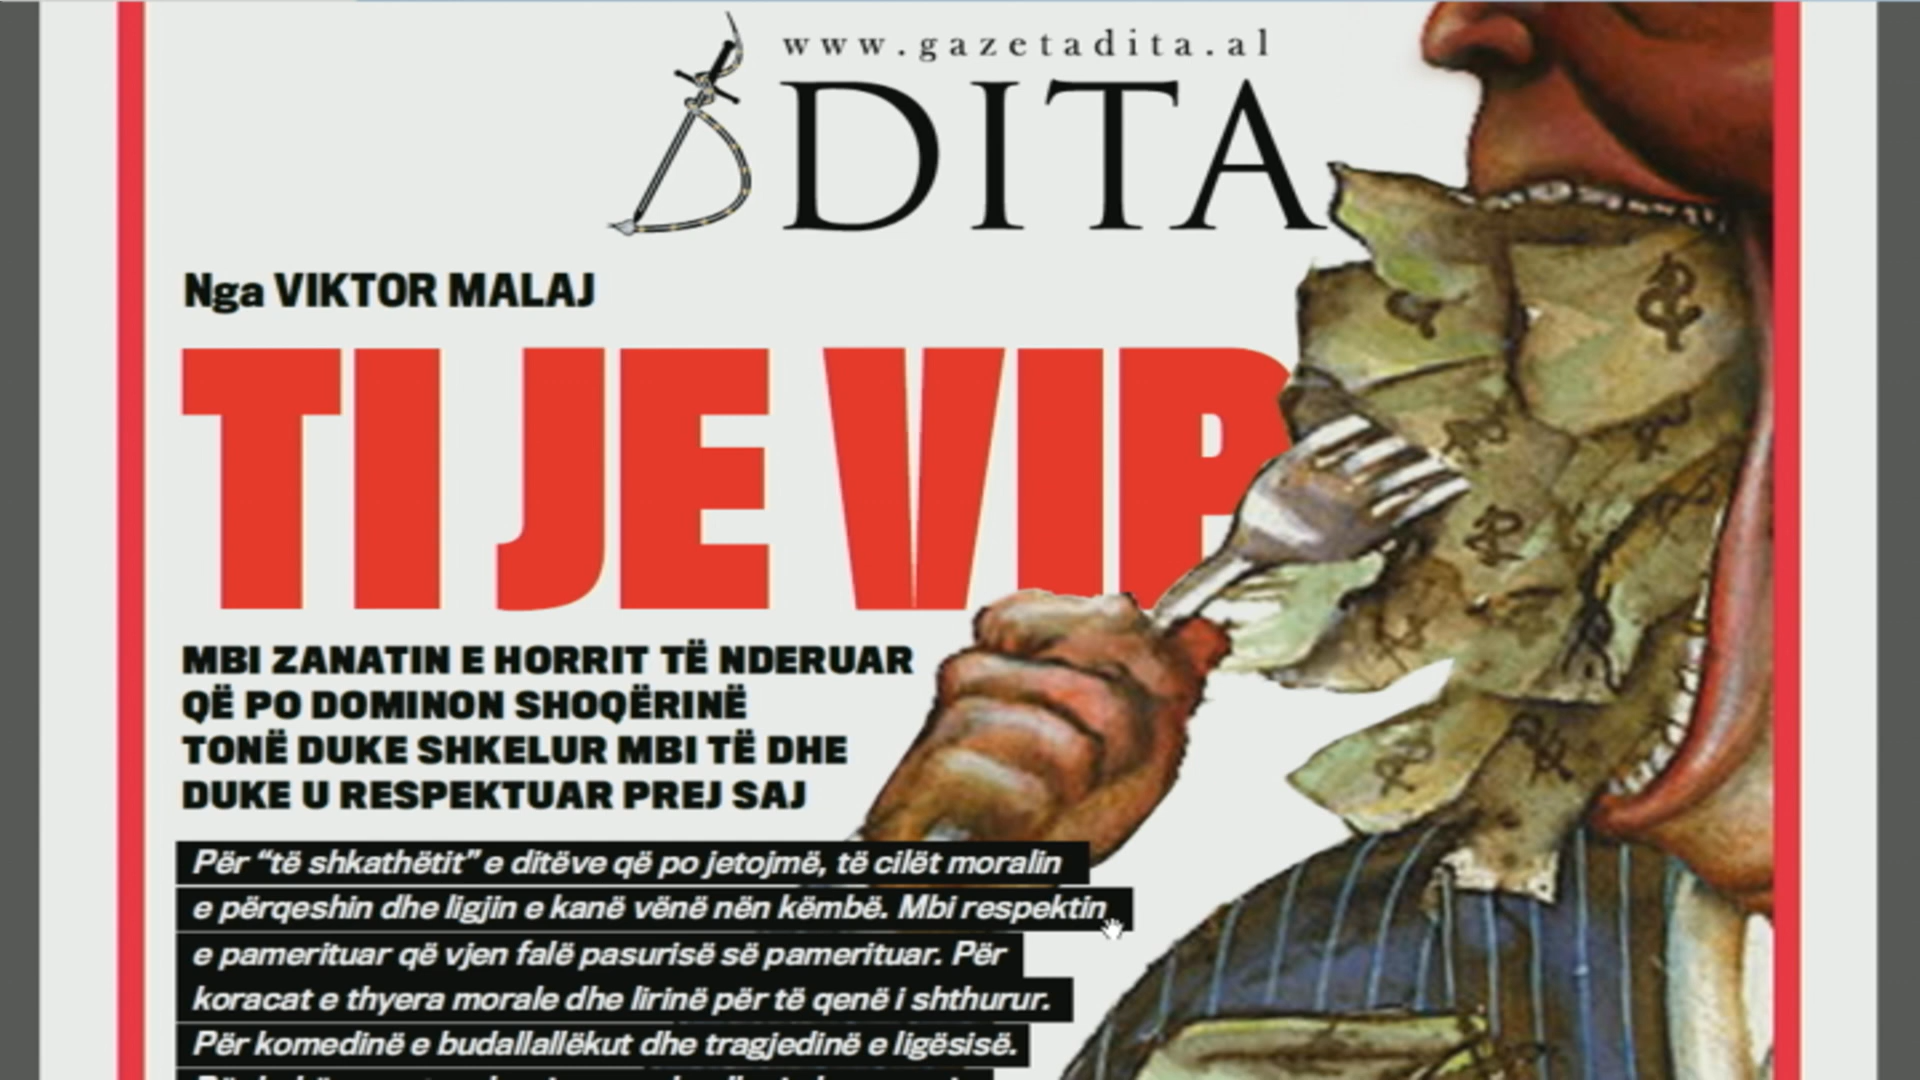 www.gazetadita.al
DITA
Nga VIKTOR MALAJ
TI JE VIP
MBI ZANATIN E HORRIT TË NDERUAR
QË PO DOMINON SHOQËRINË
TONË DUKE SHKELUR MBI TË DHE
DUKE U RESPEKTUAR PREJ SAJ
Për “të shkathëtit” e ditëve që po jetojmë, të cilët moralin
e përqeshin dhe ligjin e kanë vënë nën këmbë. Mbi respektin
e pamerituar që vjen falë pasurisë së pamerituar. Për
koracat e thyera morale dhe lirinë për të qenë i shthurur.
Për komedinë e budallallëkut dhe tragjedinë e ligësisë.